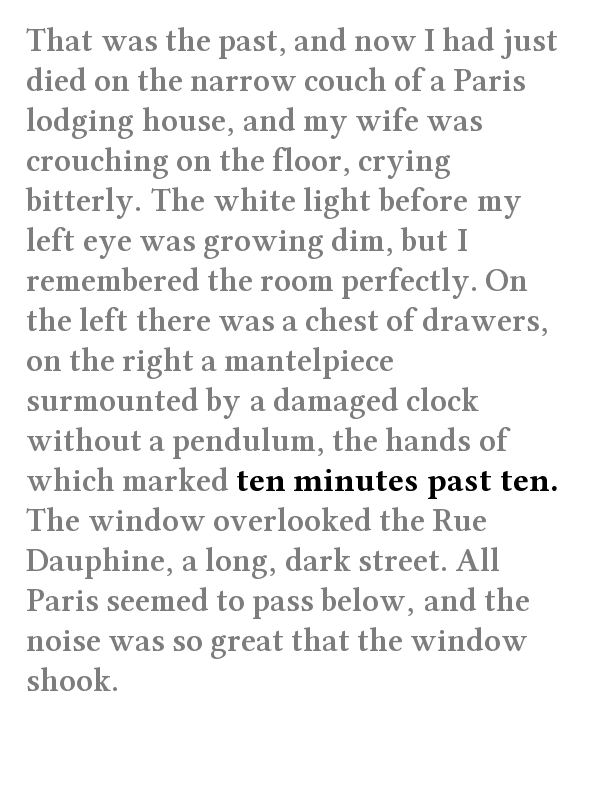 That was the past, and now I had just
died on the narrow couch of a Paris
lodging house, and my wife was
crouching on the floor, crying
bitterly. The white light before my
left eye was growing dim, but I
remembered the room perfectly. On
the left there was a chest of drawers,
on the right a mantelpiece
surmounted by a damaged clock
without a pendulum, the hands of
which marked ten minutes past ten.
The window overlooked the Rue
Dauphine, a long, dark street. All
Paris seemed to pass below, and the
noise was so great that the window
shook.